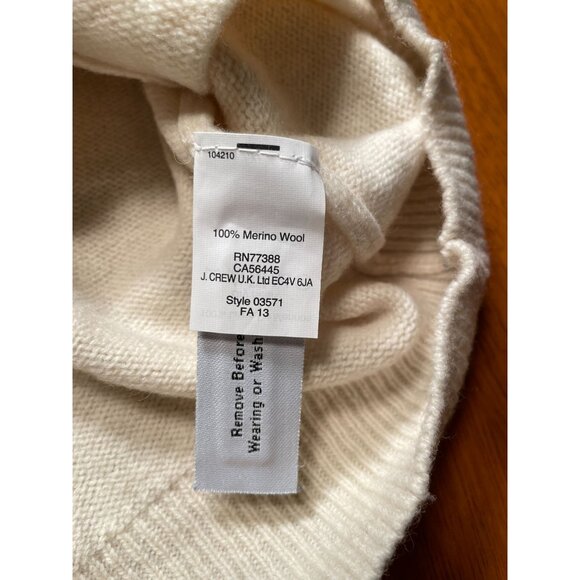 104210
100% Merino Wool
RN77388
CA56445
J. CREW U.K. Ltd EC4V 6JA
Style 03571
FA 13
Remove Before
Wearing or Wash